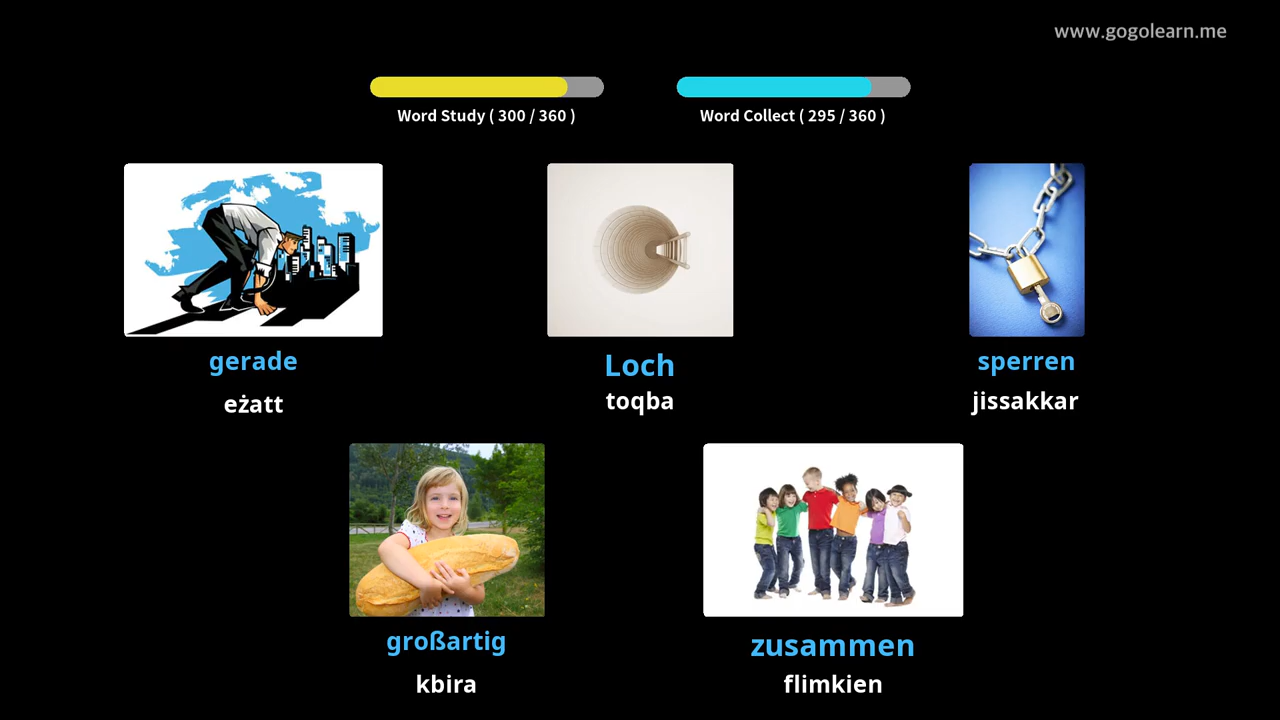 www.gogolearn.me
Word Study ( 300 / 360 )
Word Collect ( 295 / 360 )
gerade
eżatt
Loch
toqba
sperren
jissakkar
großartig
kbira
zusammen
flimkien